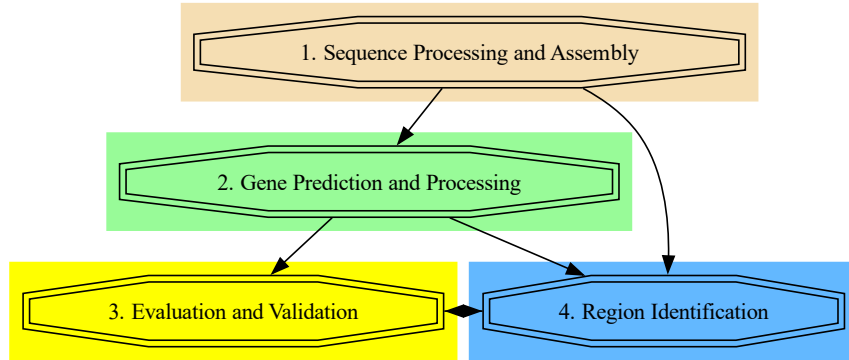 1. Sequence Processing and Assembly
2. Gene Prediction and Processing
3. Evaluation and Validation
4. Region Identification